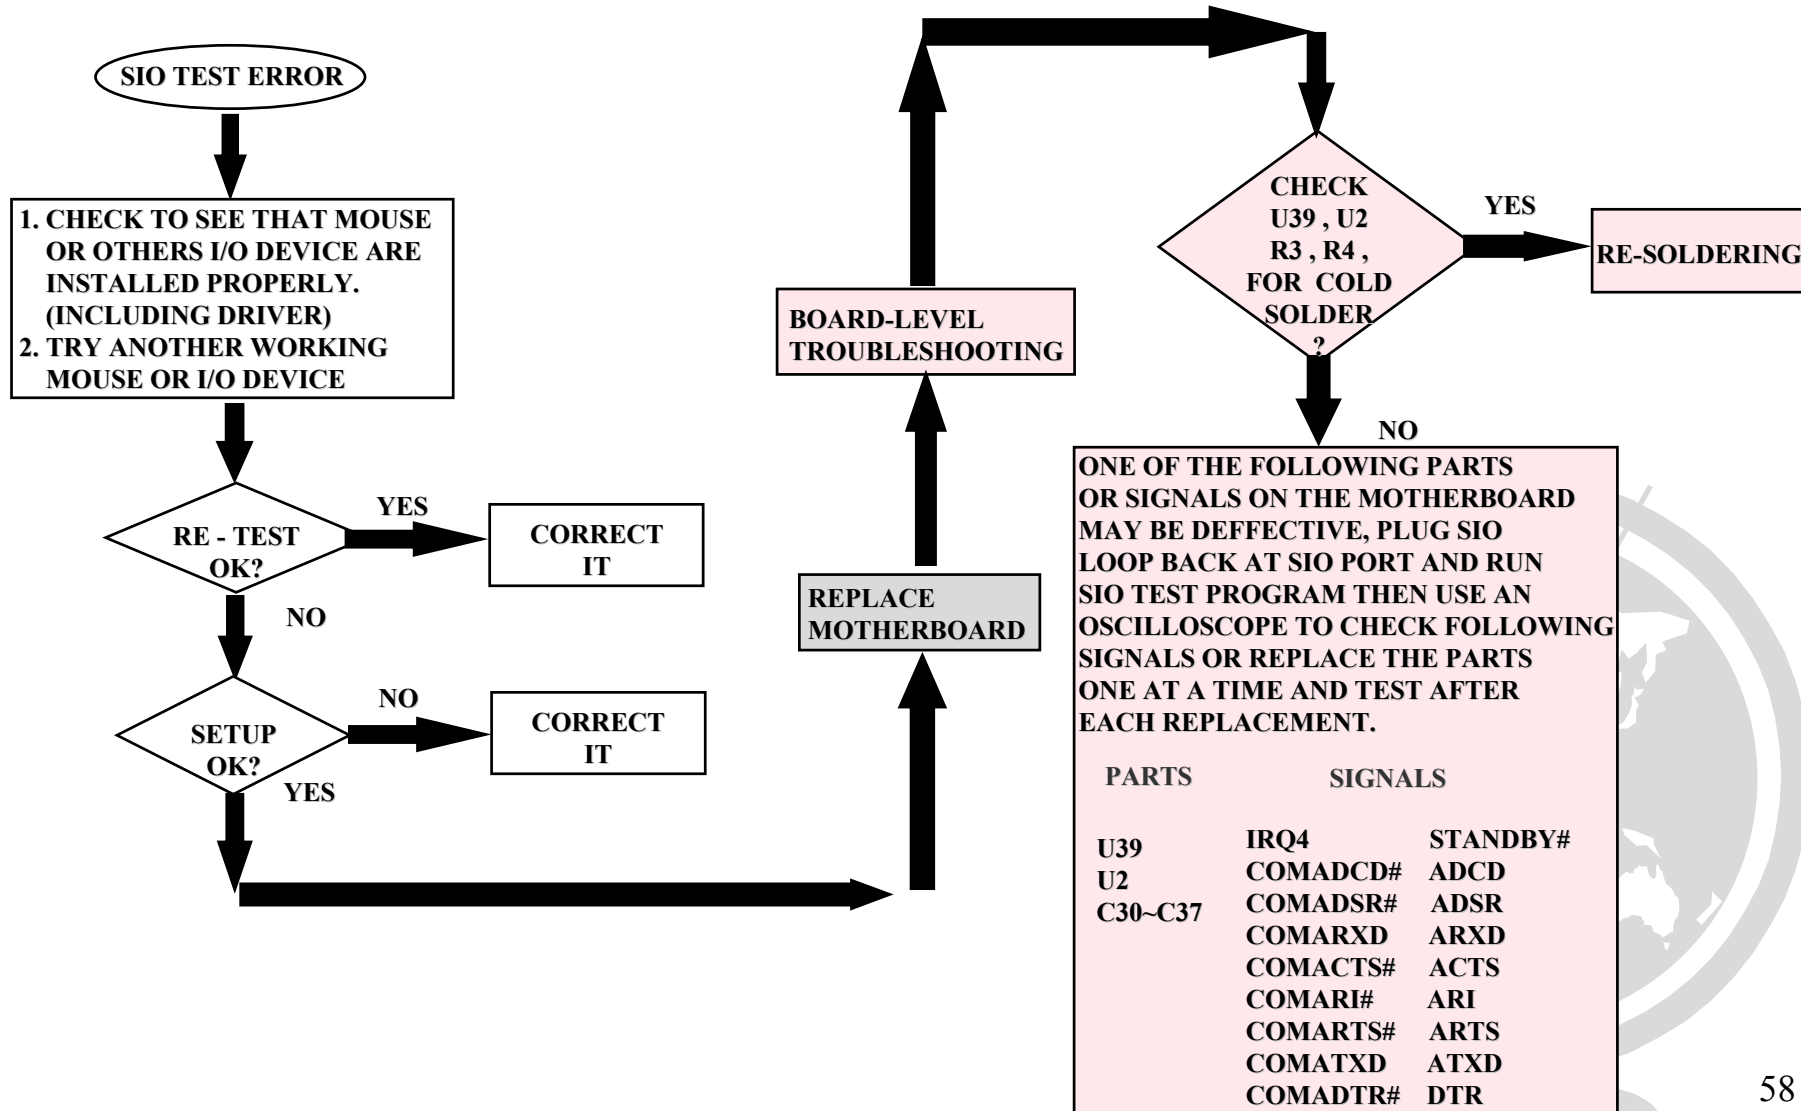 SIO TEST ERROR
1. CHECK TO SEE THAT MOUSE
OR OTHERS I/O DEVICE ARE
INSTALLED PROPERLY.
(INCLUDING DRIVER)
2. TRY ANOTHER WORKING
MOUSE OR I/O DEVICE
RE - TEST
OK?
YES
CORRECT
IT
NO
SETUP
OK?
NO
CORRECT
IT
YES
REPLACE
MOTHERBOARD
BOARD-LEVEL
TROUBLESHOOTING
CHECK
U39 , U2
R3 , R4 ,
FOR COLD
SOLDER
?
YES
RE-SOLDERING
NO
ONE OF THE FOLLOWING PARTS
OR SIGNALS ON THE MOTHERBOARD
MAY BE DEFFECTIVE, PLUG SIO
LOOP BACK AT SIO PORT AND RUN
SIO TEST PROGRAM THEN USE AN
OSCILLOSCOPE TO CHECK FOLLOWING
SIGNALS OR REPLACE THE PARTS
ONE AT A TIME AND TEST AFTER
EACH REPLACEMENT.
PARTS
U39
U2
C30~C37
SIGNALS
IRQ4 STANDBY#
COMADCD# ADCD
COMADSR# ADSR
COMARXD ARXD
COMACTS# ACTS
COMARI# ARI
COMARTS# ARTS
COMATXD ATXD
COMADTR# DTR
58